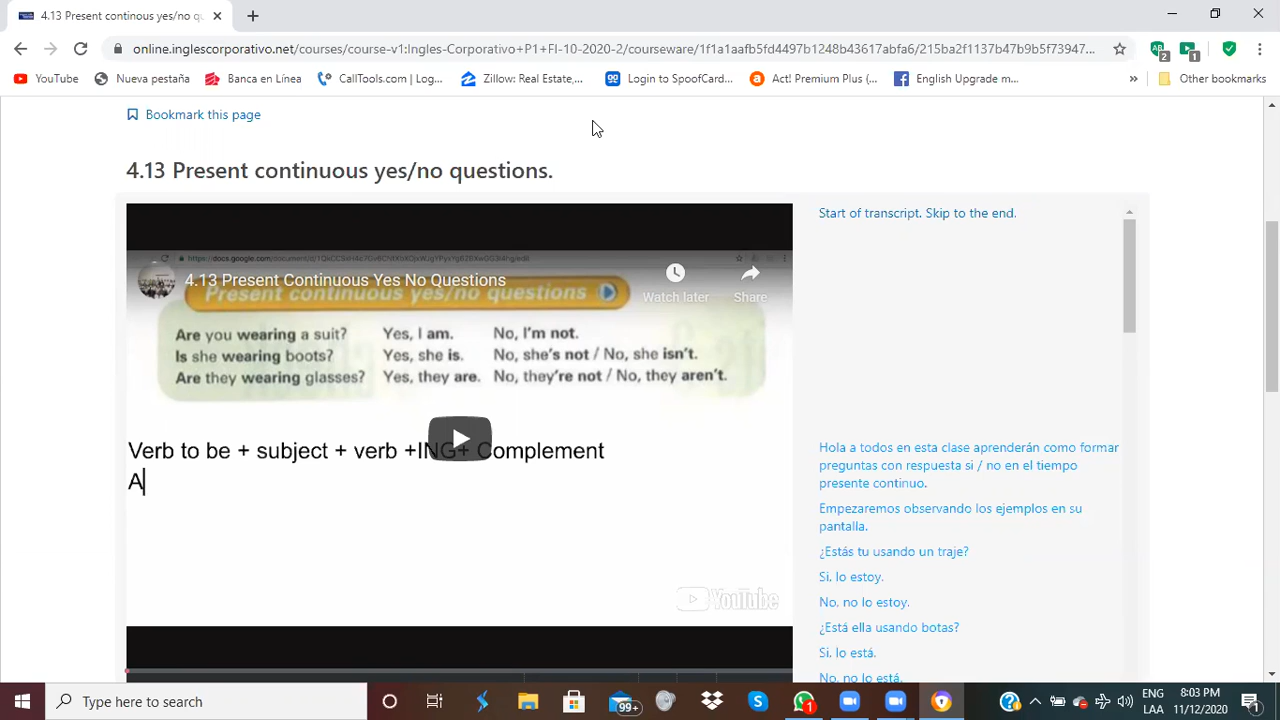 4.13 Present continous yes/no qu
online.inglescorporativo.net/courses/course-v1:Ingles-Corporativo+P1+FI-10-2020-2/courseware/1f1a1aafb5fd4497b1248b43617abfa6/215ba2f1137b47b9b5f73947...
2
1
YouTube
Nueva pestaña
Banca en Línea
CallTools.com | Log...
Zillow: Real Estate,...
Login to SpoofCard...
Act! Premium Plus (...
English Upgrade m...
»
Other bookmarks
Bookmark this page
4.13 Present continuous yes/no questions.
4.13 Present Continuous Yes No Questions
Watch later
Share
Present continuous yes/no questions
Are you wearing a suit? Yes, I am. No, I'm not.
Is she wearing boots? Yes, she is. No, she's not / No, she isn't.
Are they wearing glasses? Yes, they are. No, they're not / No, they aren't.
Verb to be + subject + verb +ING+ Complement
A
YouTube
Start of transcript. Skip to the end.
Hola a todos en esta clase aprenderán como formar
preguntas con respuesta si / no en el tiempo
presente continuo.
Empezaremos observando los ejemplos en su
pantalla.
¿Estás tu usando un traje?
Si, lo estoy.
No, no lo estoy.
¿Está ella usando botas?
Si, lo está.
No, no lo está.
Type here to search
99+
1
ENG
LAA
8:03 PM
11/12/2020
1